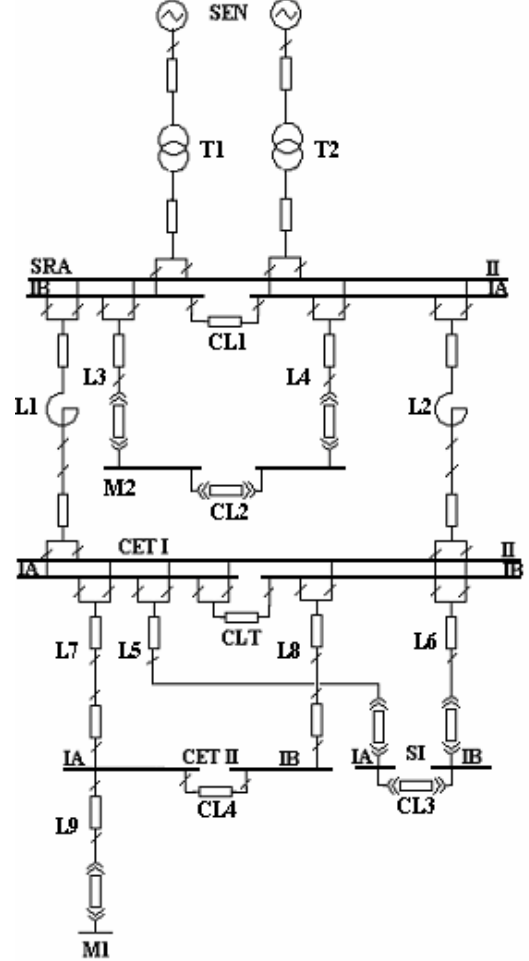 SEN
T1 T2
SRA II
IB IA
CL1
L3 L4
L1 L2
M2
CL2
CET I II
IA IB
CLT
L7 L5 L8 L6
IA CET II IB IA SI IB
CL4 CL3
L9
M1